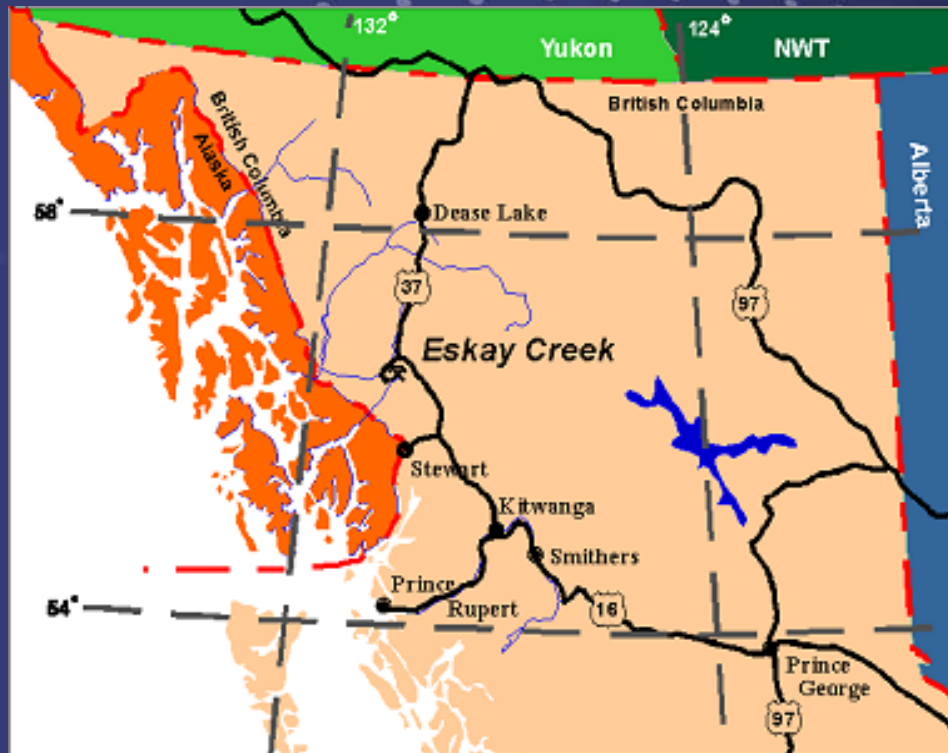 132°
124°
Yukon
NWT
British Columbia
British Columbia
Alaska
Alberta
58°
Dease Lake
37
97
Eskay Creek
Stewart
Kitwanga
Smithers
Prince
Rupert
54°
16
Prince
George
97